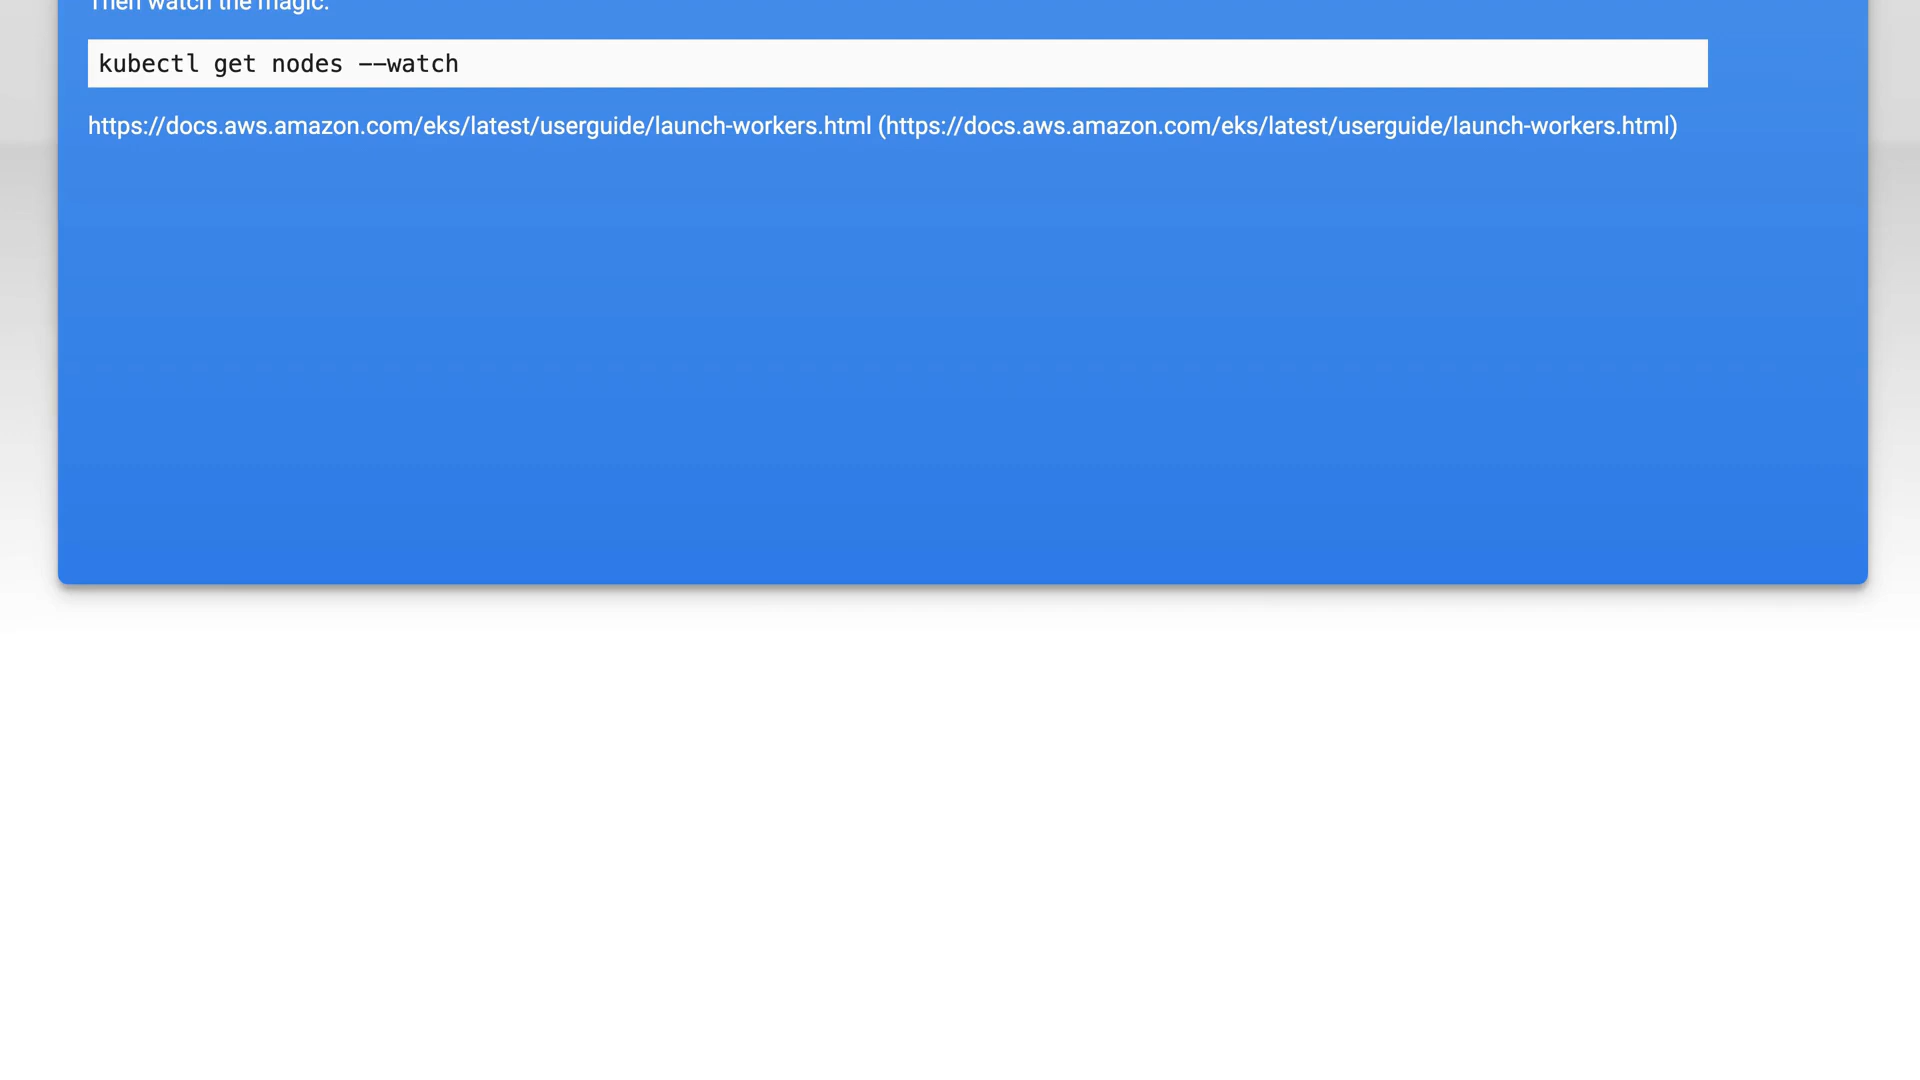 Then watch the magic.
kubectl get nodes --watch
https://docs.aws.amazon.com/eks/latest/userguide/launch-workers.html (https://docs.aws.amazon.com/eks/latest/userguide/launch-workers.html)